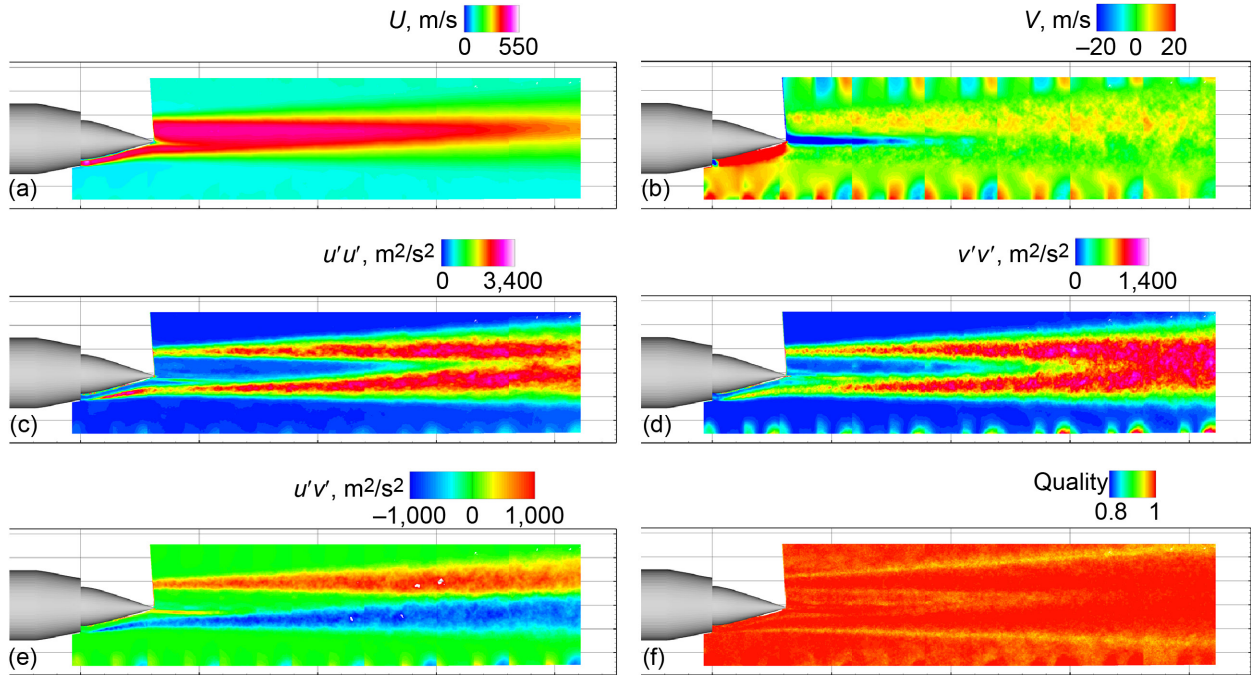 U, m/s
0 550
(a)
V, m/s
–20 0 20
(b)
u′u′, m2/s2
0 3,400
(c)
v′v′, m2/s2
0 1,400
(d)
u′v′, m2/s2
–1,000 0 1,000
(e)
Quality
0.8 1
(f)